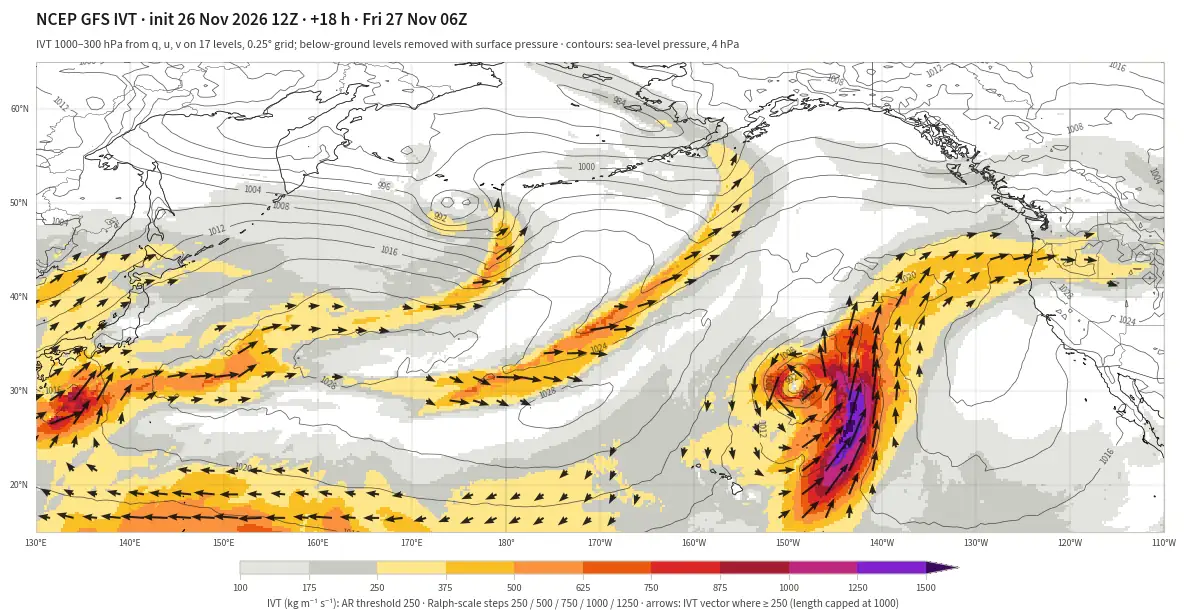 NCEP GFS IVT · init 26 Nov 2026 12Z · +18 h · Fri 27 Nov 06Z
IVT 1000–300 hPa from q, u, v on 17 levels, 0.25° grid; below-ground levels removed with surface pressure · contours: sea-level pressure, 4 hPa
1016
1012
1008
1012
984
60°N
1008
1000
996
1004
1004
1008
50°N
992
1004
1012
1016
1020
40°N
1028
1024
1024
1028
1016
30°N
1028
1012
1016
1020
20°N
130°E 140°E 150°E 160°E 170°E 180° 170°W 160°W 150°W 140°W 130°W 120°W 110°W
100 175 250 375 500 625 750 875 1000 1250 1500
IVT (kg m⁻¹ s⁻¹): AR threshold 250 · Ralph-scale steps 250 / 500 / 750 / 1000 / 1250 · arrows: IVT vector where ≥ 250 (length capped at 1000)